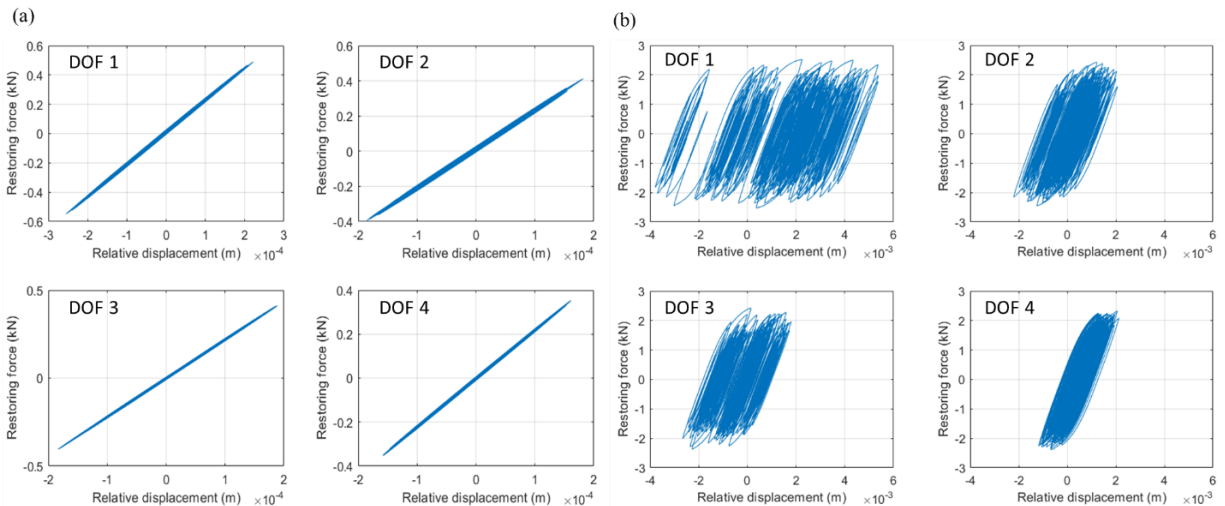 (a)
(b)
DOF 1
Restoring force (kN)
0.6
0.4
0.2
0
-0.2
-0.4
-0.6
-3 -2 -1 0 1 2 3
Relative displacement (m) ×10⁻⁴
DOF 2
Restoring force (kN)
0.6
0.4
0.2
0
-0.2
-0.4
-2 -1 0 1 2
Relative displacement (m) ×10⁻⁴
DOF 1
Restoring force (kN)
3
2
1
0
-1
-2
-3
-4 -2 0 2 4 6
Relative displacement (m) ×10⁻³
DOF 2
Restoring force (kN)
3
2
1
0
-1
-2
-3
-4 -2 0 2 4 6
Relative displacement (m) ×10⁻³
DOF 3
Restoring force (kN)
0.5
0
-0.5
-2 -1 0 1 2
Relative displacement (m) ×10⁻⁴
DOF 4
Restoring force (kN)
0.4
0.2
0
-0.2
-0.4
-2 -1 0 1 2
Relative displacement (m) ×10⁻⁴
DOF 3
Restoring force (kN)
3
2
1
0
-1
-2
-3
-4 -2 0 2 4 6
Relative displacement (m) ×10⁻³
DOF 4
Restoring force (kN)
3
2
1
0
-1
-2
-3
-4 -2 0 2 4 6
Relative displacement (m) ×10⁻³